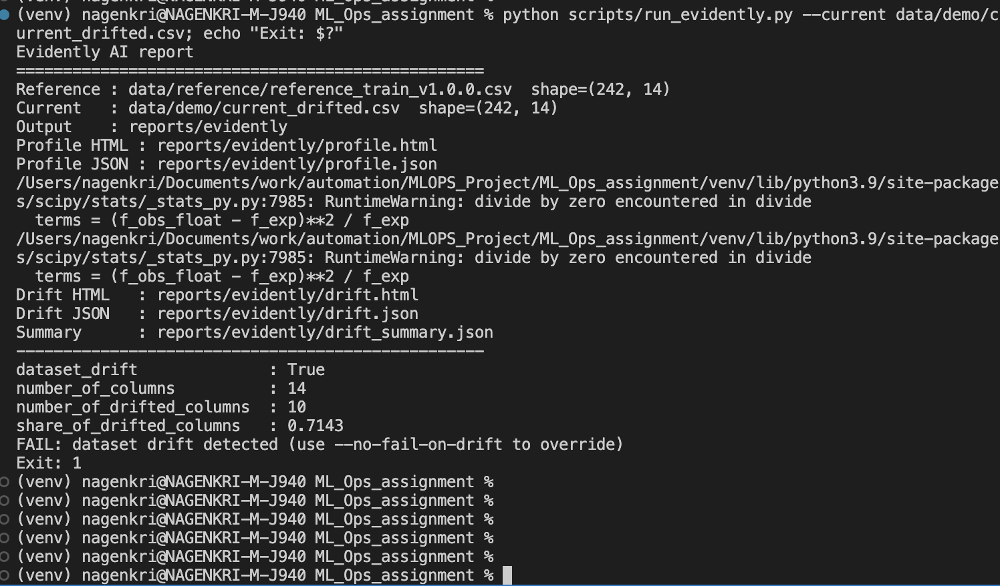 (venv) nagenkri@NAGENKRI-M-J940 ML_Ops_assignment % python scripts/run_evidently.py --current data/demo/c
urrent_drifted.csv; echo "Exit: $?"
Evidently AI report
==================================================
Reference : data/reference/reference_train_v1.0.0.csv  shape=(242, 14)
Current   : data/demo/current_drifted.csv  shape=(242, 14)
Output    : reports/evidently
Profile HTML : reports/evidently/profile.html
Profile JSON : reports/evidently/profile.json
/Users/nagenkri/Documents/work/automation/MLOPS_Project/ML_Ops_assignment/venv/lib/python3.9/site-package
s/scipy/stats/_stats_py.py:7985: RuntimeWarning: divide by zero encountered in divide
  terms = (f_obs_float - f_exp)**2 / f_exp
/Users/nagenkri/Documents/work/automation/MLOPS_Project/ML_Ops_assignment/venv/lib/python3.9/site-package
s/scipy/stats/_stats_py.py:7985: RuntimeWarning: divide by zero encountered in divide
  terms = (f_obs_float - f_exp)**2 / f_exp
Drift HTML   : reports/evidently/drift.html
Drift JSON   : reports/evidently/drift.json
Summary      : reports/evidently/drift_summary.json
--------------------------------------------------
dataset_drift              : True
number_of_columns          : 14
number_of_drifted_columns  : 10
share_of_drifted_columns   : 0.7143
FAIL: dataset drift detected (use --no-fail-on-drift to override)
Exit: 1
(venv) nagenkri@NAGENKRI-M-J940 ML_Ops_assignment %
(venv) nagenkri@NAGENKRI-M-J940 ML_Ops_assignment %
(venv) nagenkri@NAGENKRI-M-J940 ML_Ops_assignment %
(venv) nagenkri@NAGENKRI-M-J940 ML_Ops_assignment %
(venv) nagenkri@NAGENKRI-M-J940 ML_Ops_assignment %
(venv) nagenkri@NAGENKRI-M-J940 ML_Ops_assignment %